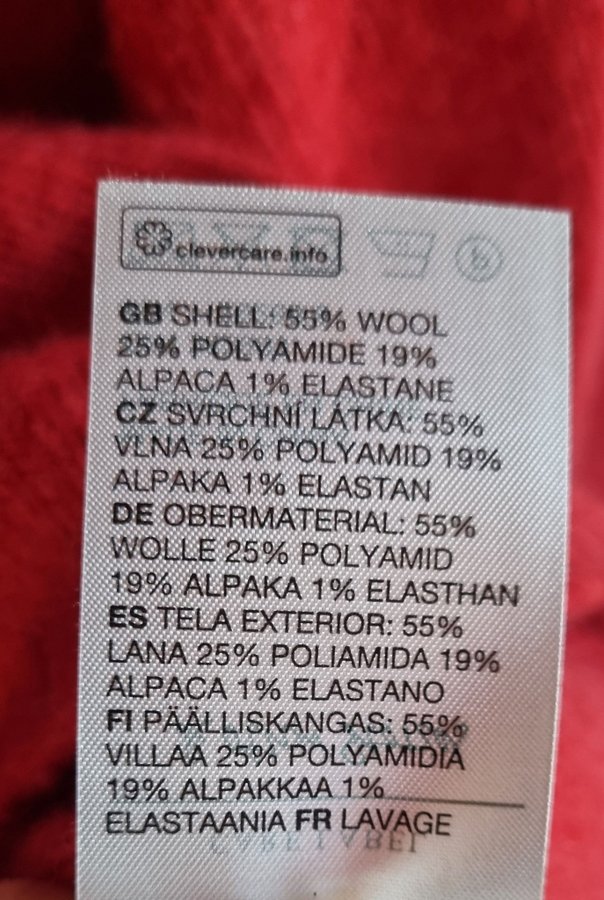 clevercare.info
GB SHELL: 55% WOOL
25% POLYAMIDE 19%
ALPACA 1% ELASTANE
CZ SVRCHNÍ LÁTKA: 55%
VLNA 25% POLYAMID 19%
ALPAKA 1% ELASTAN
DE OBERMATERIAL: 55%
WOLLE 25% POLYAMID
19% ALPAKA 1% ELASTHAN
ES TELA EXTERIOR: 55%
LANA 25% POLIAMIDA 19%
ALPACA 1% ELASTANO
FI PÄÄLLISKANGAS: 55%
VILLAA 25% POLYAMIDIA
19% ALPAKKAA 1%
ELASTAANIA FR LAVAGE
CARE LABEL